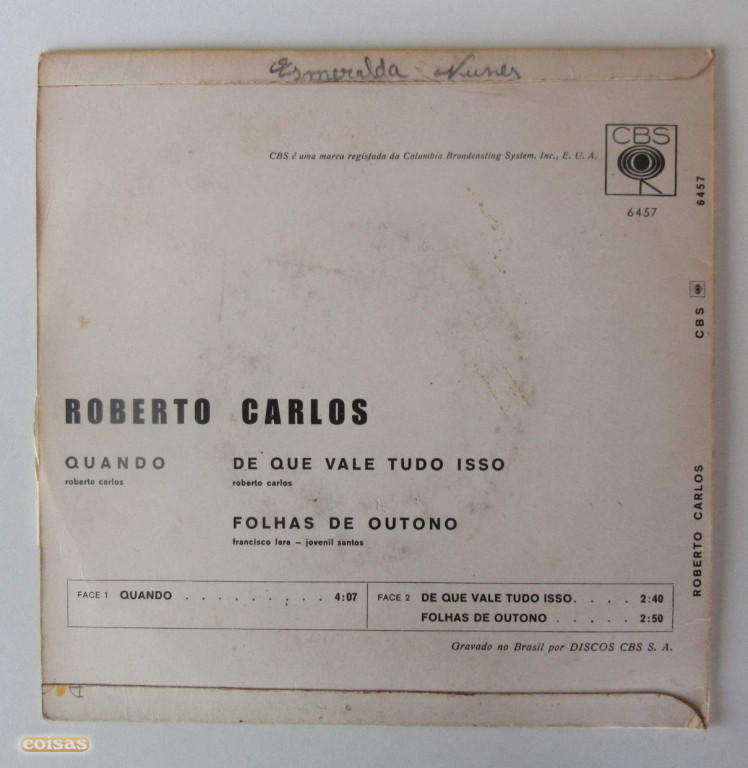 Esmeralda Nunes
CBS é uma marca registada da Columbia Broadcasting System, Inc., E. U. A.
CBS
6457
6457
CBS
ROBERTO CARLOS
ROBERTO CARLOS
QUANDO
roberto carlos
DE QUE VALE TUDO ISSO
roberto carlos
FOLHAS DE OUTONO
francisco lara – jovenil santos
FACE 1 QUANDO . . . . . . . . . 4:07
FACE 2 DE QUE VALE TUDO ISSO. . . . 2:40
FOLHAS DE OUTONO . . . . . 2:50
Gravado no Brasil por DISCOS CBS S. A.
coisas